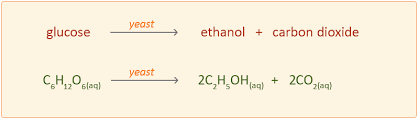 yeast
glucose → ethanol + carbon dioxide
yeast
C₆H₁₂O₆(aq) → 2C₂H₅OH(aq) + 2CO₂(aq)